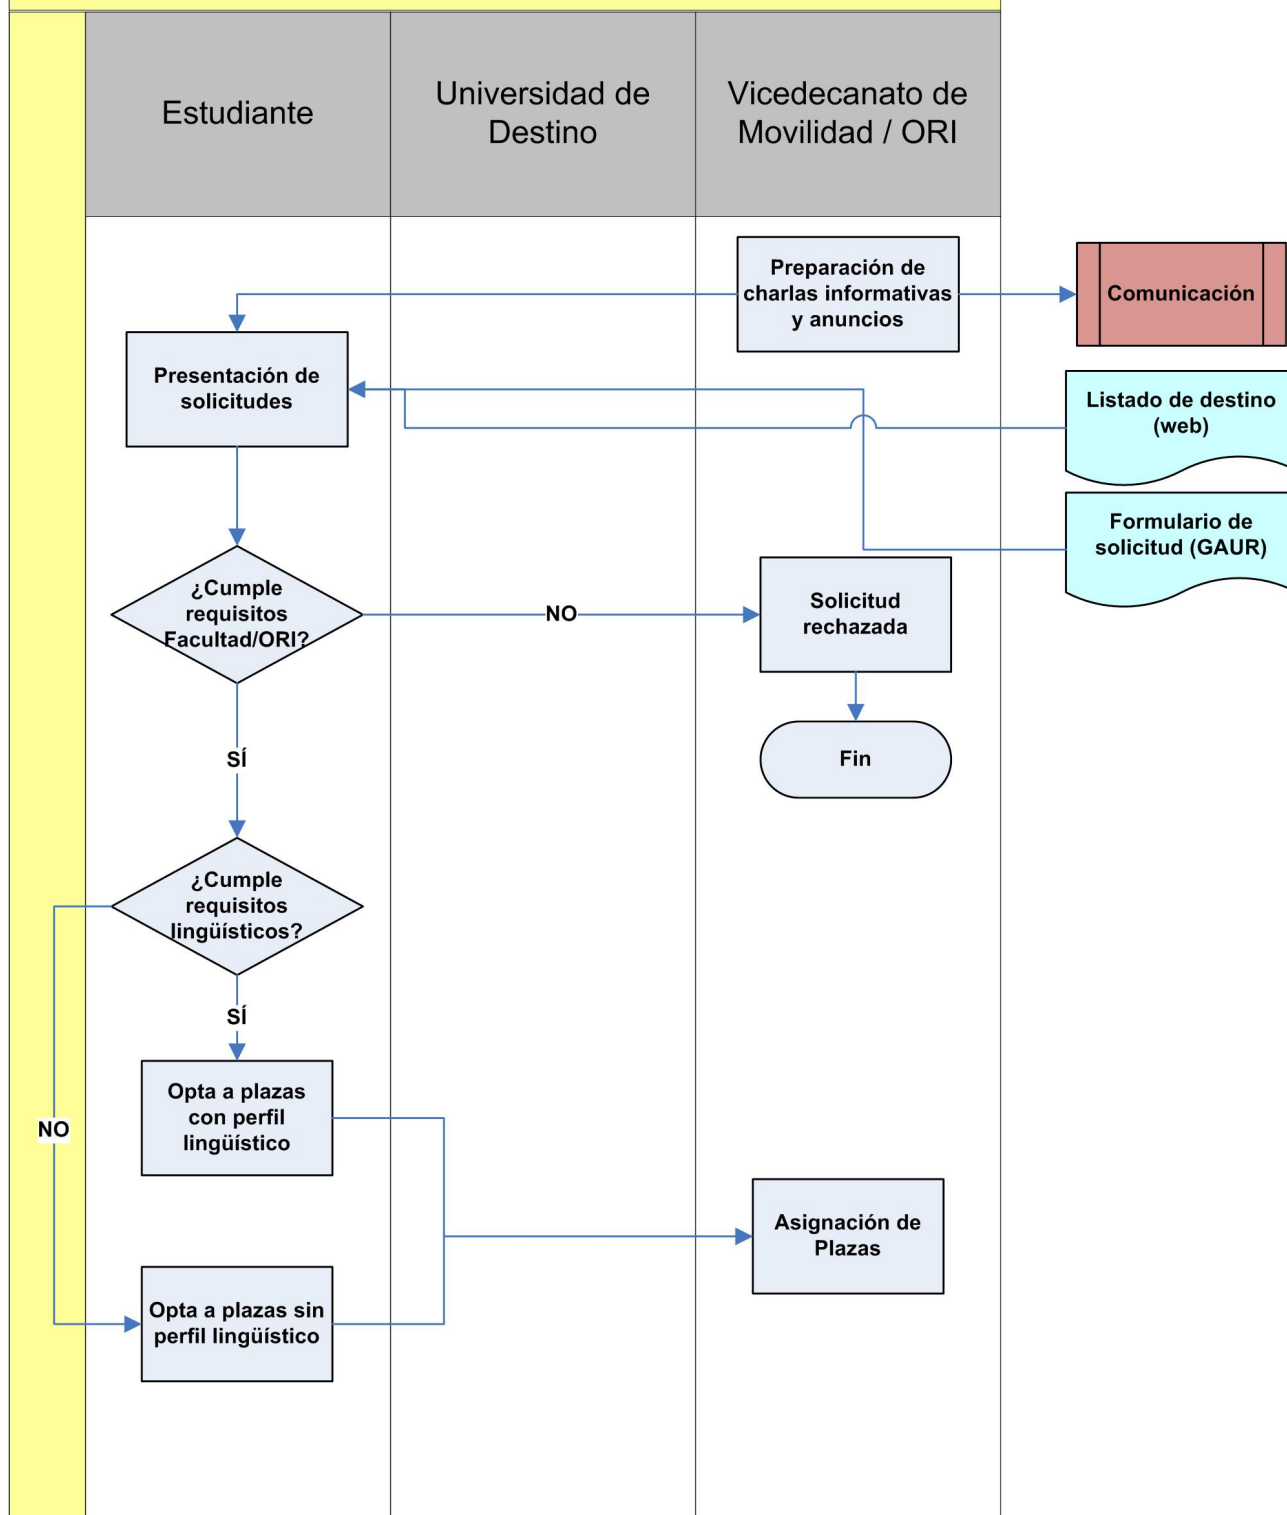 Estudiante
Universidad de
Destino
Vicedecanato de
Movilidad / ORI
Preparación de
charlas informativas
y anuncios
Comunicación
Presentación de
solicitudes
Listado de destino
(web)
Formulario de
solicitud (GAUR)
¿Cumple
requisitos
Facultad/ORI?
NO
Solicitud
rechazada
Fin
SÍ
¿Cumple
requisitos
lingüísticos?
SÍ
Opta a plazas
con perfil
lingüístico
NO
Asignación de
Plazas
Opta a plazas sin
perfil lingüístico